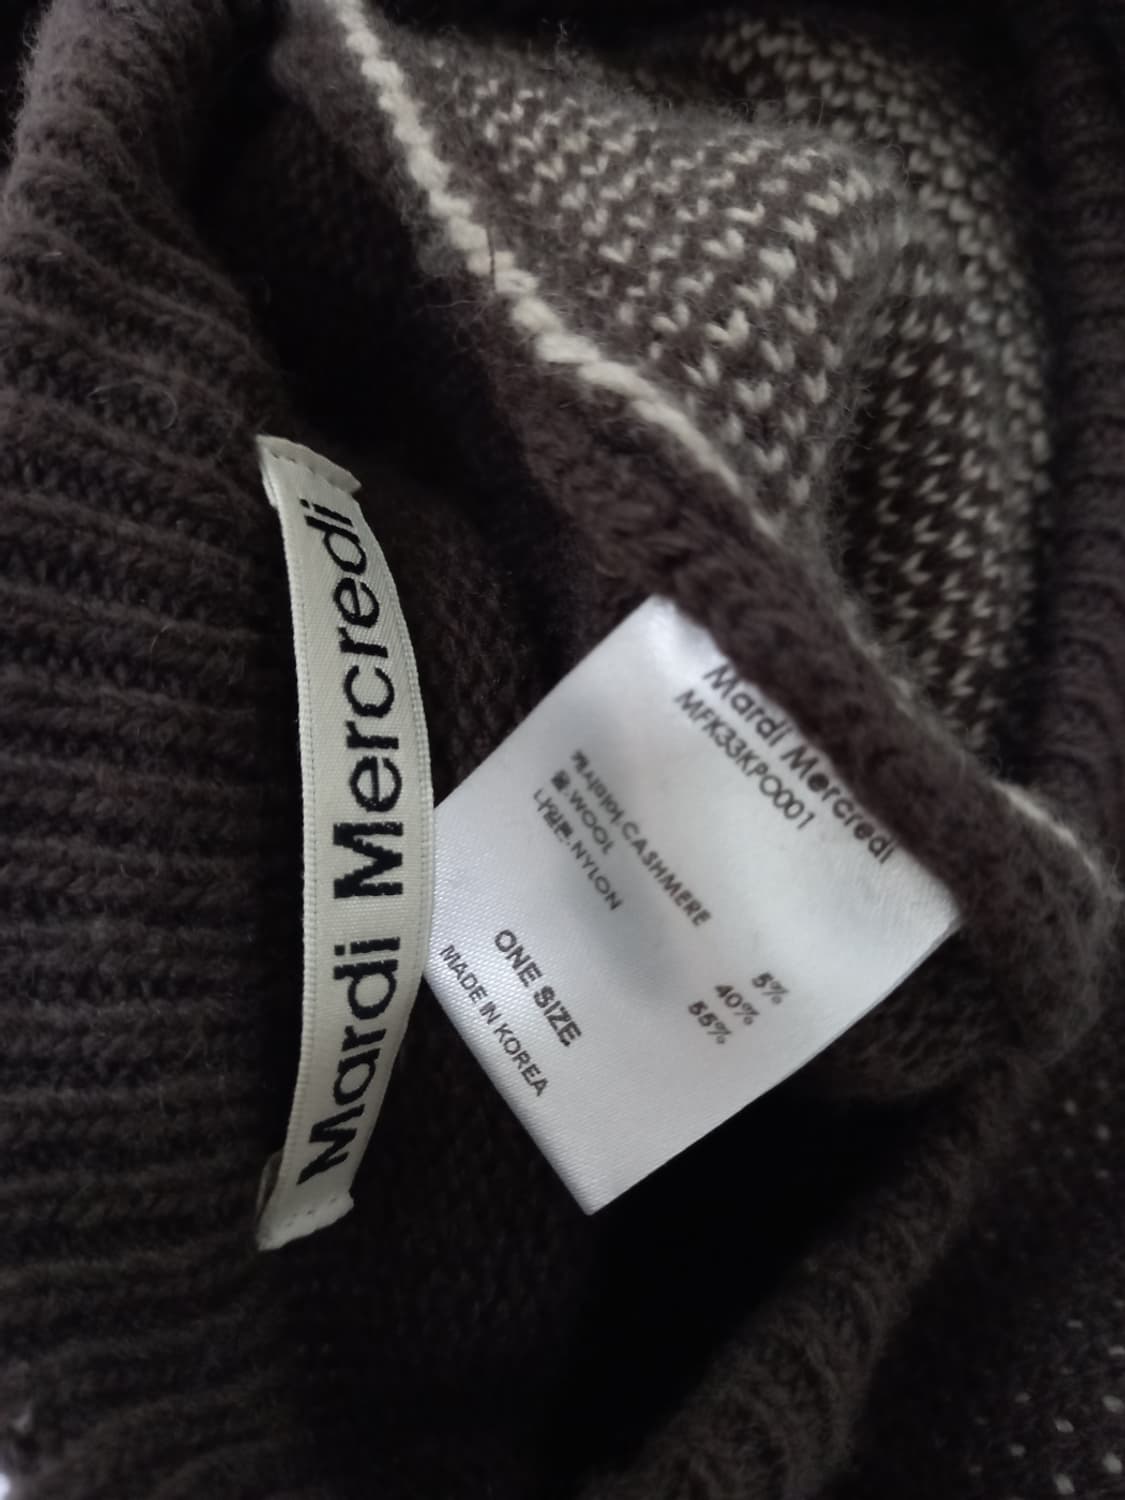 Mardi Mercredi
Mardi Mercredi
MFK33KPO001
캐시미어.CASHMERE 5%
울.WOOL 40%
나일론.NYLON 55%
ONE SIZE
MADE IN KOREA